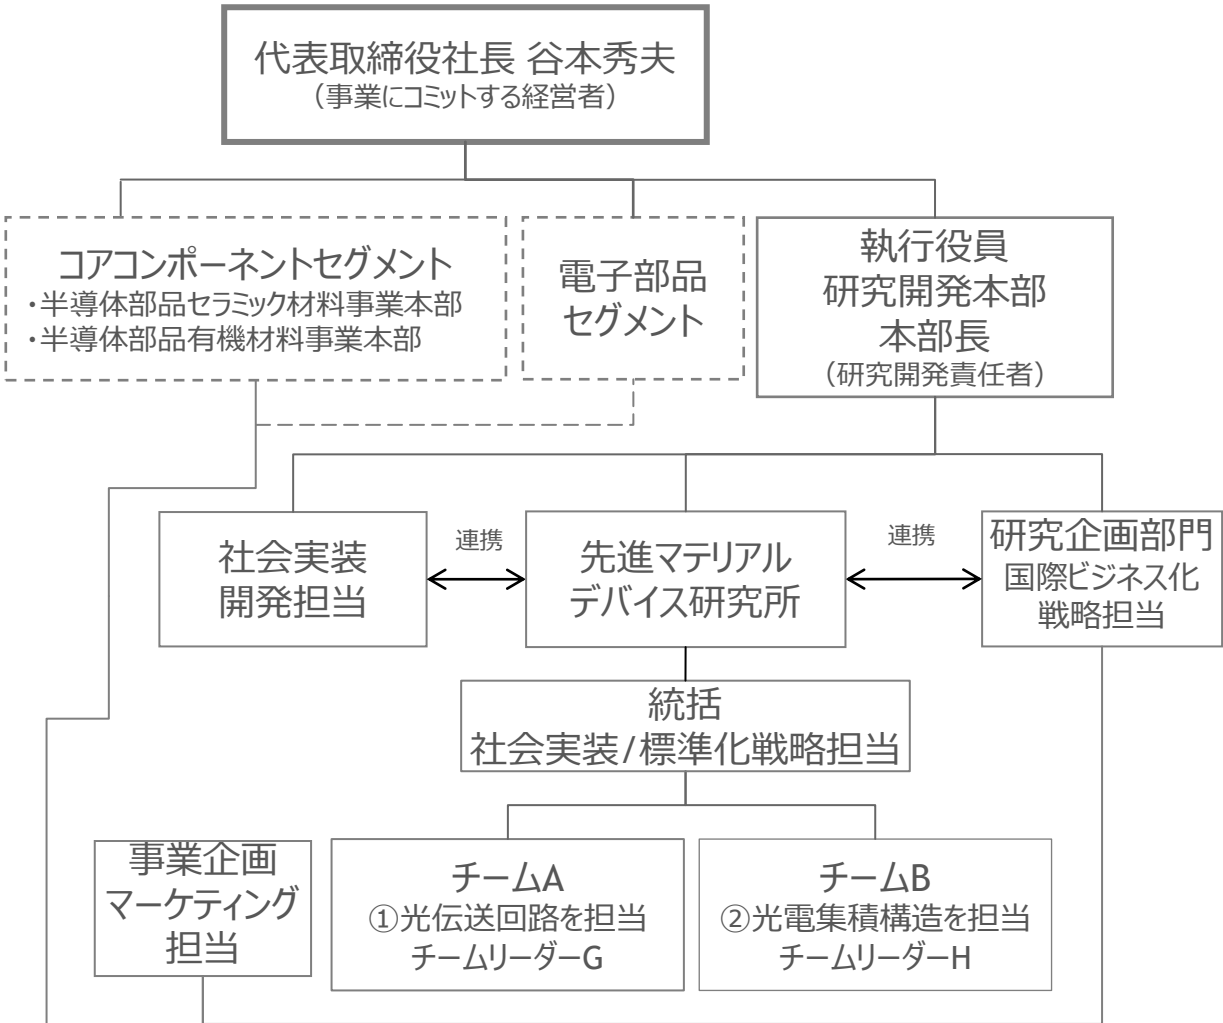 代表取締役社長 谷本秀夫
（事業にコミットする経営者）
コアコンポーネントセグメント
・半導体部品セラミック材料事業本部
・半導体部品有機材料事業本部
電子部品
セグメント
執行役員
研究開発本部
本部長
（研究開発責任者）
社会実装
開発担当
連携
先進マテリアル
デバイス研究所
連携
研究企画部門
国際ビジネス化
戦略担当
統括
社会実装/標準化戦略担当
事業企画
マーケティング
担当
チームA
①光伝送回路を担当
チームリーダーG
チームB
②光電集積構造を担当
チームリーダーH